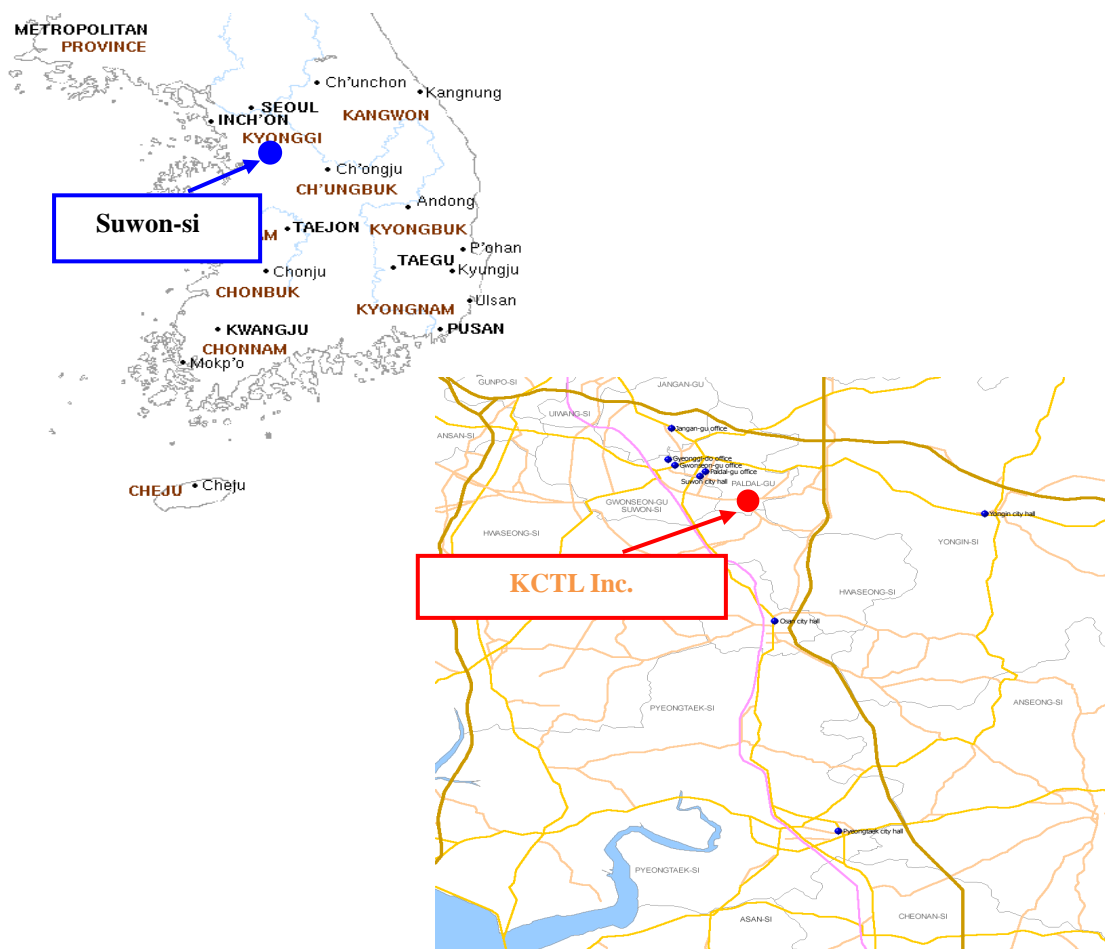 METROPOLITAN
PROVINCE
Ch'unchon
Kangnung
SEOUL
INCH'ON
KANGWON
KYONGGI
Ch'ongju
CH'UNGBUK
Andong
Suwon-si
TAEJON
KYONGBUK
AM
P'ohan
TAEGU
Kyungju
Chonju
CHONBUK
Ulsan
KYONGNAM
KWANGJU
PUSAN
CHONNAM
Mokp'o
CHEJU
Cheju
GUNPO-SI
JANGAN-GU
UIWANG-SI
Jangan-gu office
ANSAN-SI
Gyeonggi-do office
Gwonseon-gu office
Paldal-gu office
Suwon city hall
PALDAL-GU
GWONSEON-GU
SUWON-SI
Yongin city hall
HWASEONG-SI
YONGIN-SI
KCTL Inc.
HWASEONG-SI
Osan city hall
PYEONGTAEK-SI
ANSEONG-SI
Pyeongtaek city hall
PYEONGTAEK-SI
ASAN-SI
CHEONAN-SI